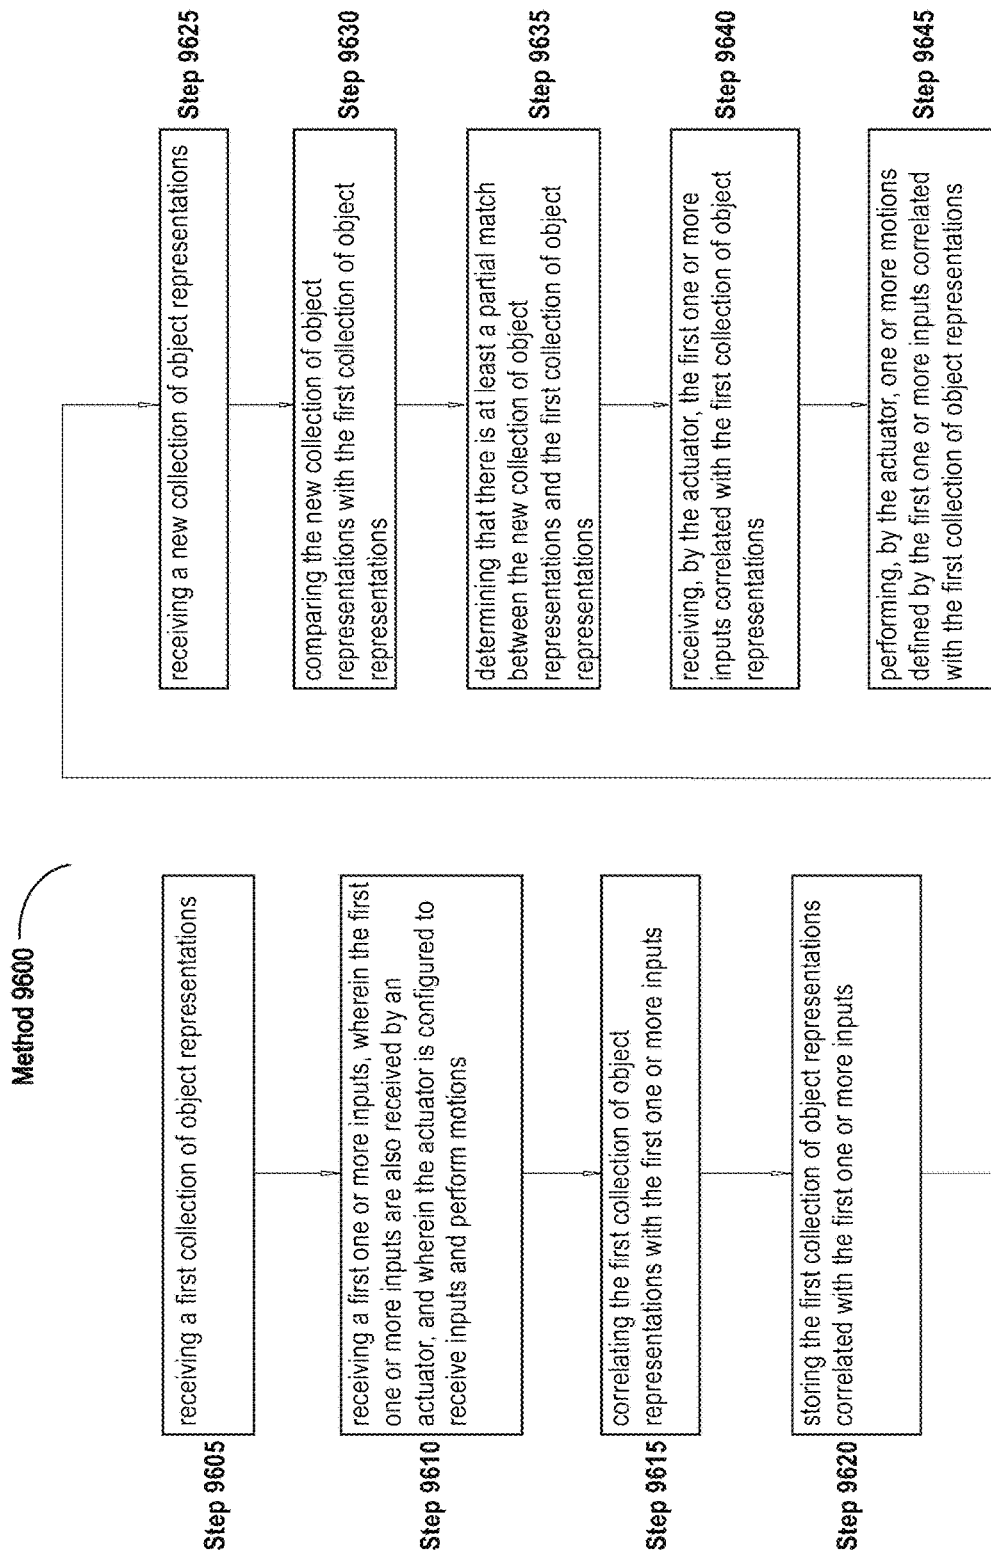 Method 9600
Step 9605
receiving a first collection of object representations
Step 9610
receiving a first one or more inputs, wherein the first
one or more inputs are also received by an
actuator, and wherein the actuator is configured to
receive inputs and perform motions
Step 9615
correlating the first collection of object
representations with the first one or more inputs
Step 9620
storing the first collection of object representations
correlated with the first one or more inputs
receiving a new collection of object representations
Step 9625
comparing the new collection of object
representations with the first collection of object
representations
Step 9630
determining that there is at least a partial match
between the new collection of object
representations and the first collection of object
representations
Step 9635
receiving, by the actuator, the first one or more
inputs correlated with the first collection of object
representations
Step 9640
performing, by the actuator, one or more motions
defined by the first one or more inputs correlated
with the first collection of object representations
Step 9645